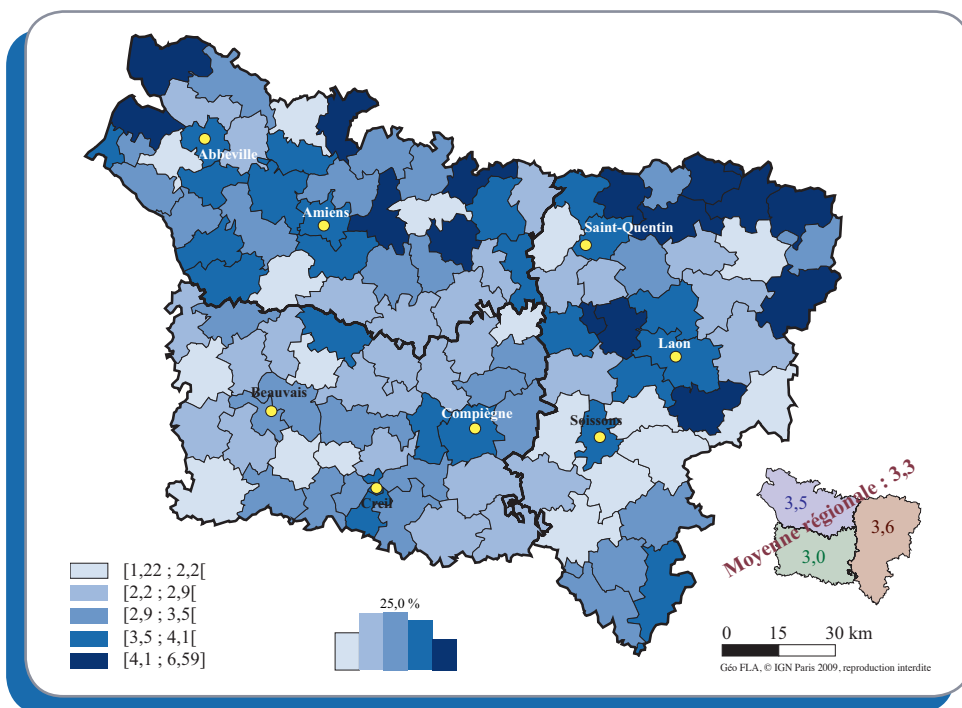 Abbeville
Amiens
Saint-Quentin
Laon
Beauvais
Compiègne
Soissons
Creil
Moyenne régionale : 3,3
3,5
3,6
3,0
[1,22 ; 2,2[
[2,2 ; 2,9[
[2,9 ; 3,5[
[3,5 ; 4,1[
[4,1 ; 6,59]
25,0 %
0 15 30 km
Géo FLA, © IGN Paris 2009, reproduction interdite